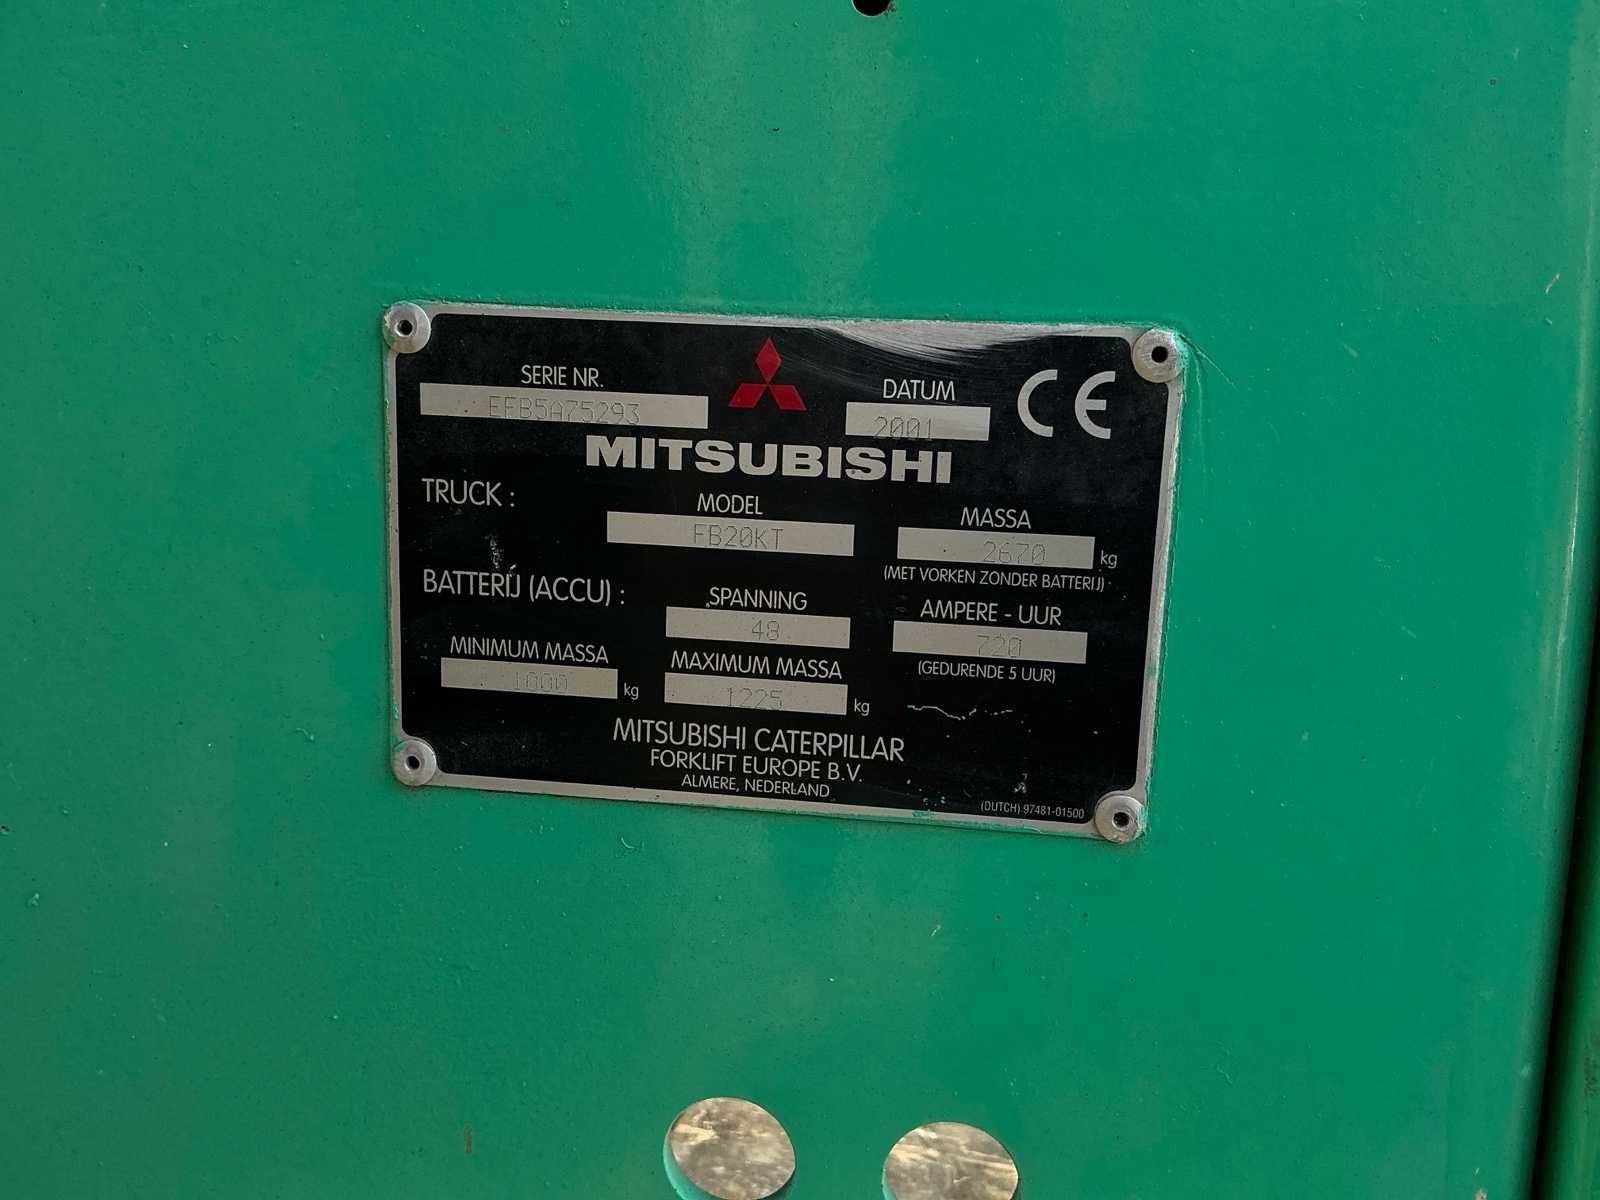 SERIE NR.
EFB5A75293
DATUM
2001
CE
MITSUBISHI
TRUCK :
MODEL
FB20KT
MASSA
2670 kg
(MET VORKEN ZONDER BATTERIJ)
BATTERIJ (ACCU) :
SPANNING
48
AMPERE - UUR
720
(GEDURENDE 5 UUR)
MINIMUM MASSA
1000 kg
MAXIMUM MASSA
1225 kg
MITSUBISHI CATERPILLAR
FORKLIFT EUROPE B.V.
ALMERE, NEDERLAND
(DUTCH) 97481-01500